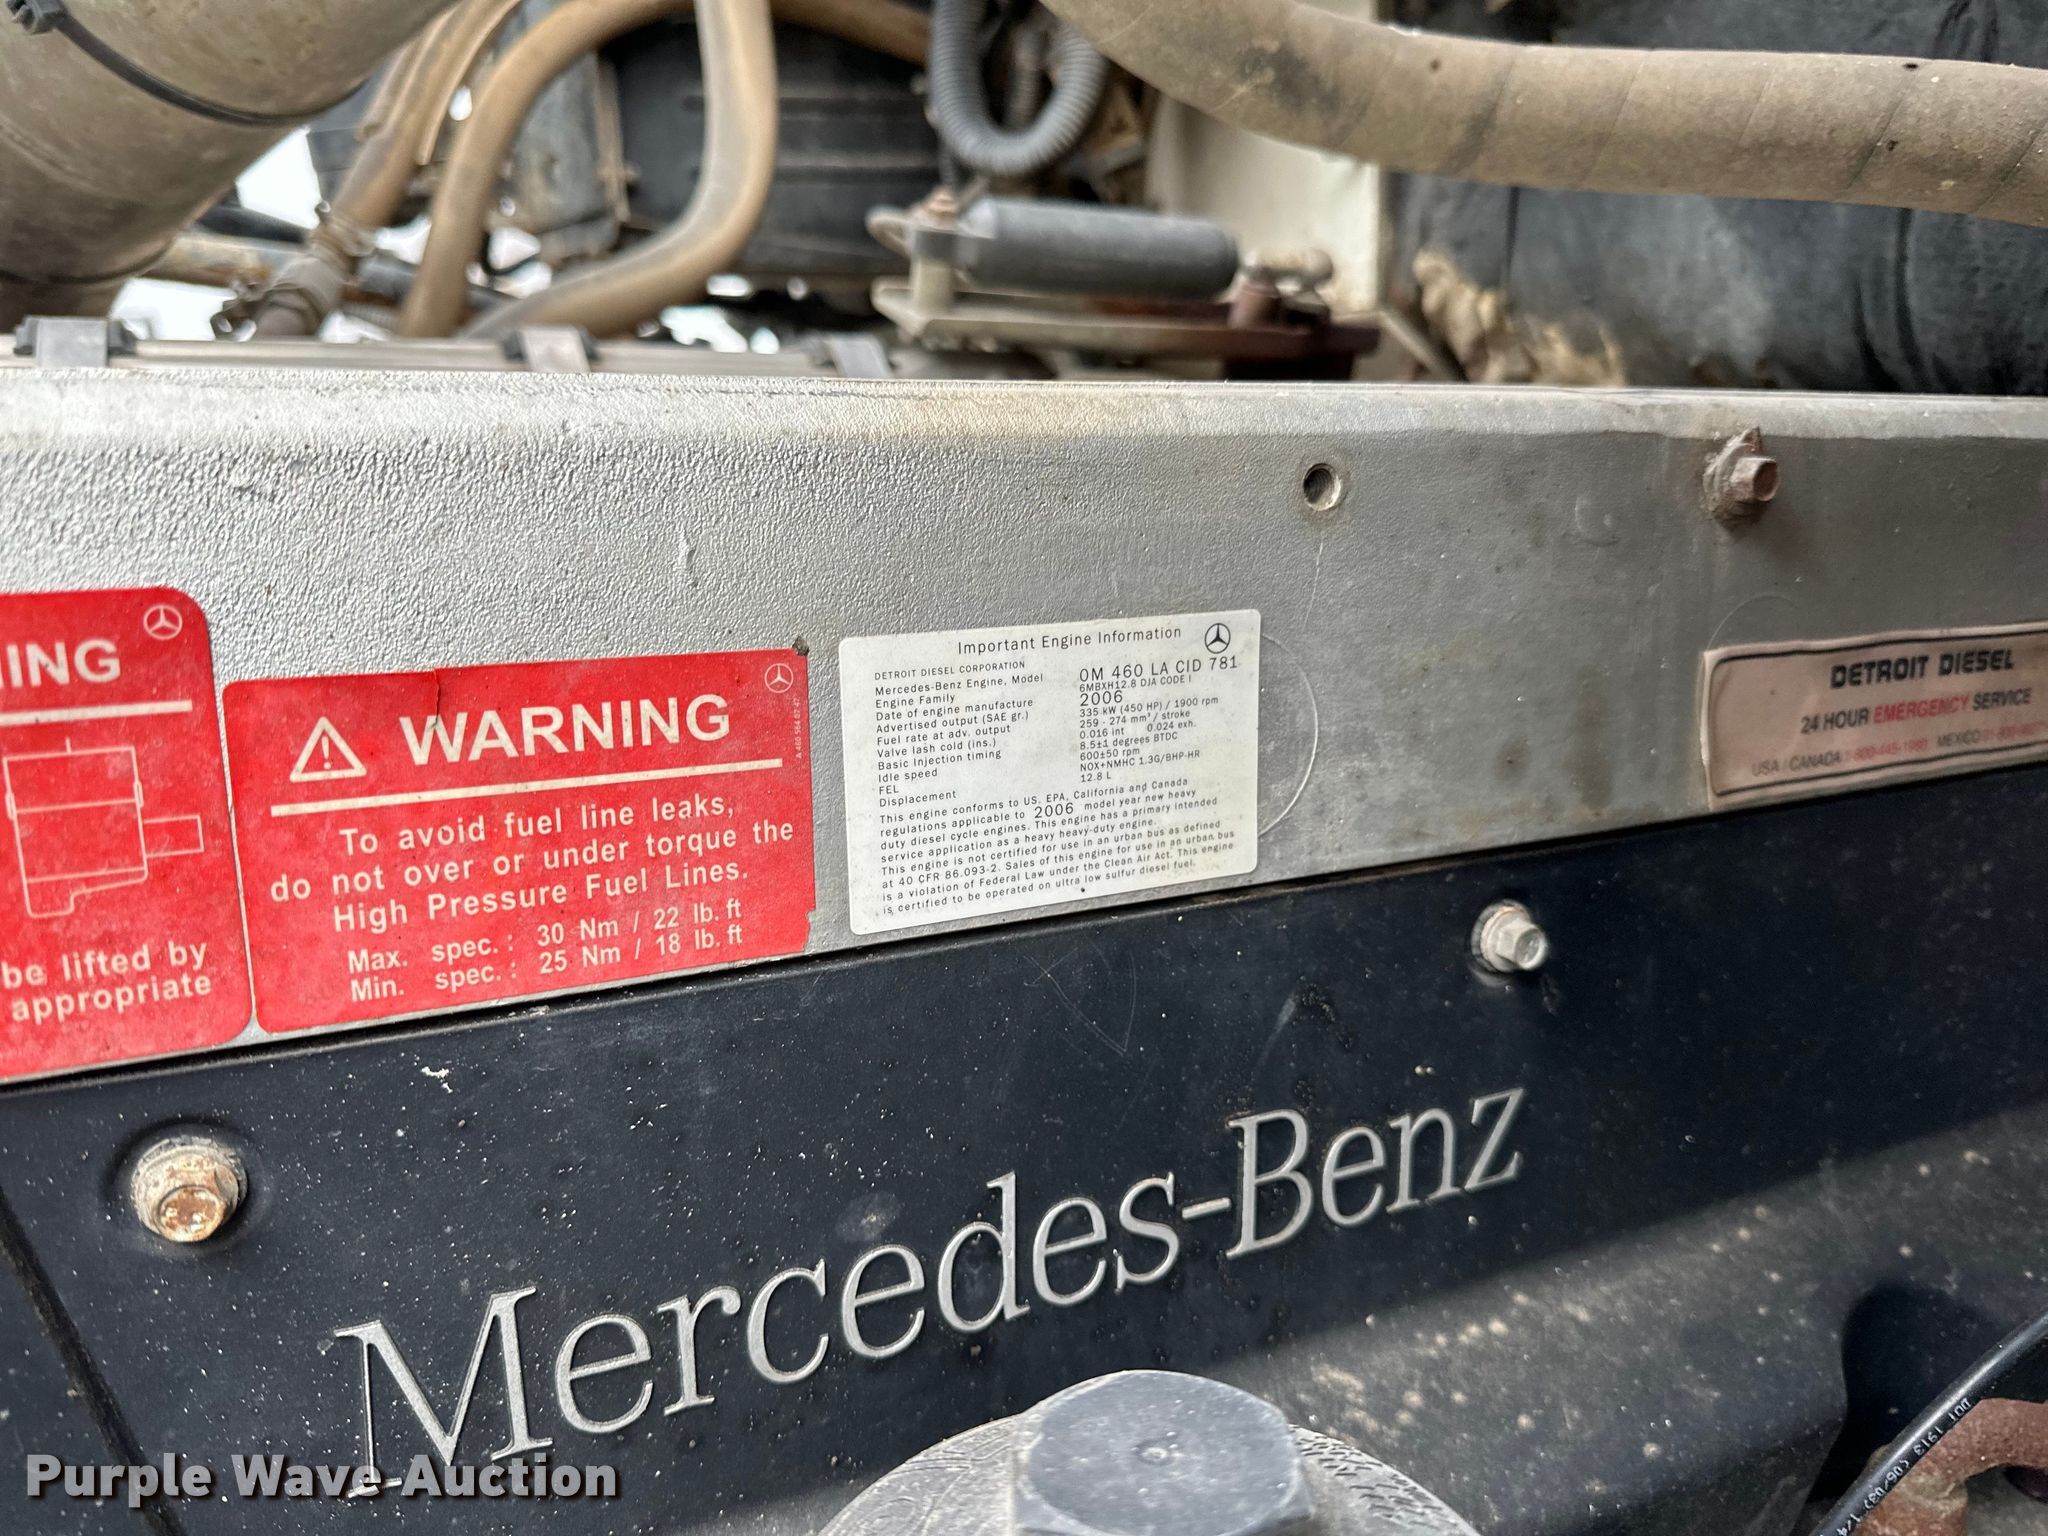 NING
be lifted by
appropriate
WARNING
To avoid fuel line leaks,
do not over or under torque the
High Pressure Fuel Lines.
Max. spec.: 30 Nm / 22 lb. ft
Min. spec.: 25 Nm / 18 lb. ft
Important Engine Information
DETROIT DIESEL CORPORATION
Mercedes-Benz Engine, Model OM 460 LA CID 781
Engine Family 6MBXH12.8 DJA CODE I
Date of engine manufacture 2006
Advertised output (SAE gr.) 335 kW (450 HP) / 1900 rpm
Fuel rate at adv. output 259 - 274 mm³ / stroke
Valve lash cold (ins.) 0.016 int 0.024 exh.
Basic Injection timing 8.5±1 degrees BTDC
Idle speed 600±50 rpm
FEL NOX+NMHC 1.3G/BHP-HR
Displacement 12.8 L
This engine conforms to US, EPA, California and Canada
regulations applicable to 2006 model year new heavy
duty diesel cycle engines. This engine has a primary intended
service application as a heavy heavy-duty engine.
This engine is not certified for use in an urban bus as defined
at 40 CFR 86.093-2. Sales of this engine for use in an urban bus
is a violation of Federal Law under the Clean Air Act. This engine
is certified to be operated on ultra low sulfur diesel fuel.
DETROIT DIESEL
24 HOUR EMERGENCY SERVICE
USA / CANADA 1-800-445-1980 MEXICO
Mercedes-Benz
DOT 1913
Purple Wave Auction